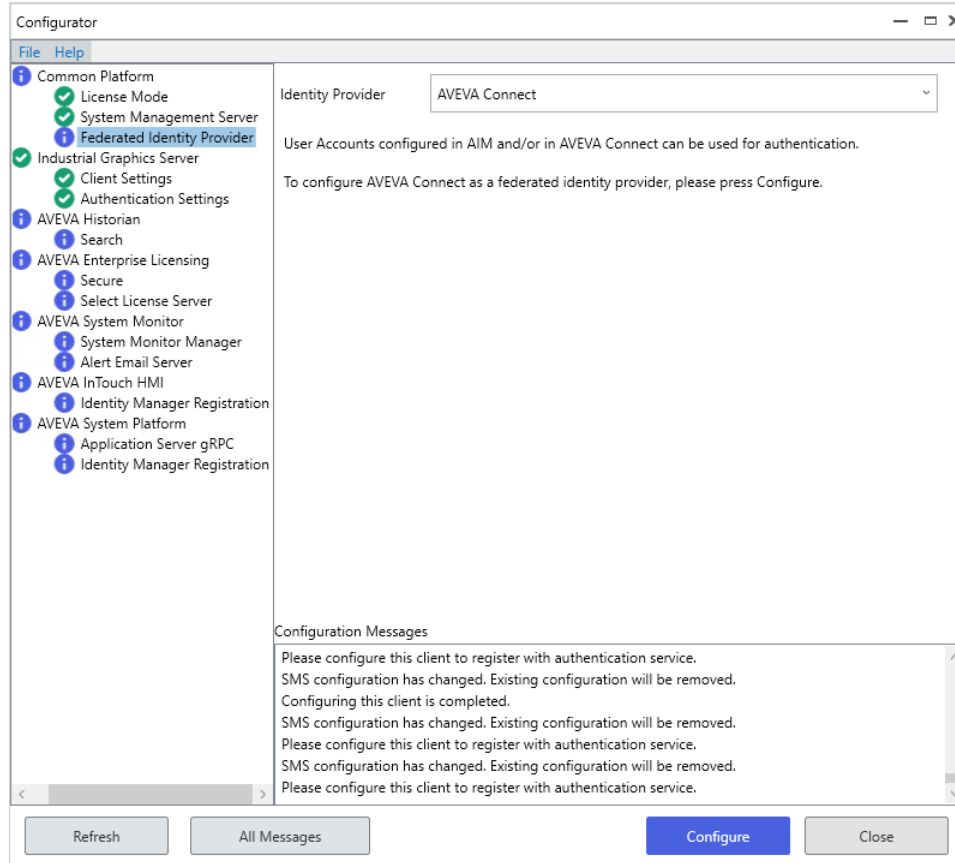 Configurator
File Help
Common Platform
License Mode
System Management Server
Federated Identity Provider
Industrial Graphics Server
Client Settings
Authentication Settings
AVEVA Historian
Search
AVEVA Enterprise Licensing
Secure
Select License Server
AVEVA System Monitor
System Monitor Manager
Alert Email Server
AVEVA InTouch HMI
Identity Manager Registration
AVEVA System Platform
Application Server gRPC
Identity Manager Registration
Identity Provider AVEVA Connect
User Accounts configured in AIM and/or in AVEVA Connect can be used for authentication.
To configure AVEVA Connect as a federated identity provider, please press Configure.
Configuration Messages
Please configure this client to register with authentication service.
SMS configuration has changed. Existing configuration will be removed.
Configuring this client is completed.
SMS configuration has changed. Existing configuration will be removed.
Please configure this client to register with authentication service.
SMS configuration has changed. Existing configuration will be removed.
Please configure this client to register with authentication service.
Refresh All Messages Configure Close